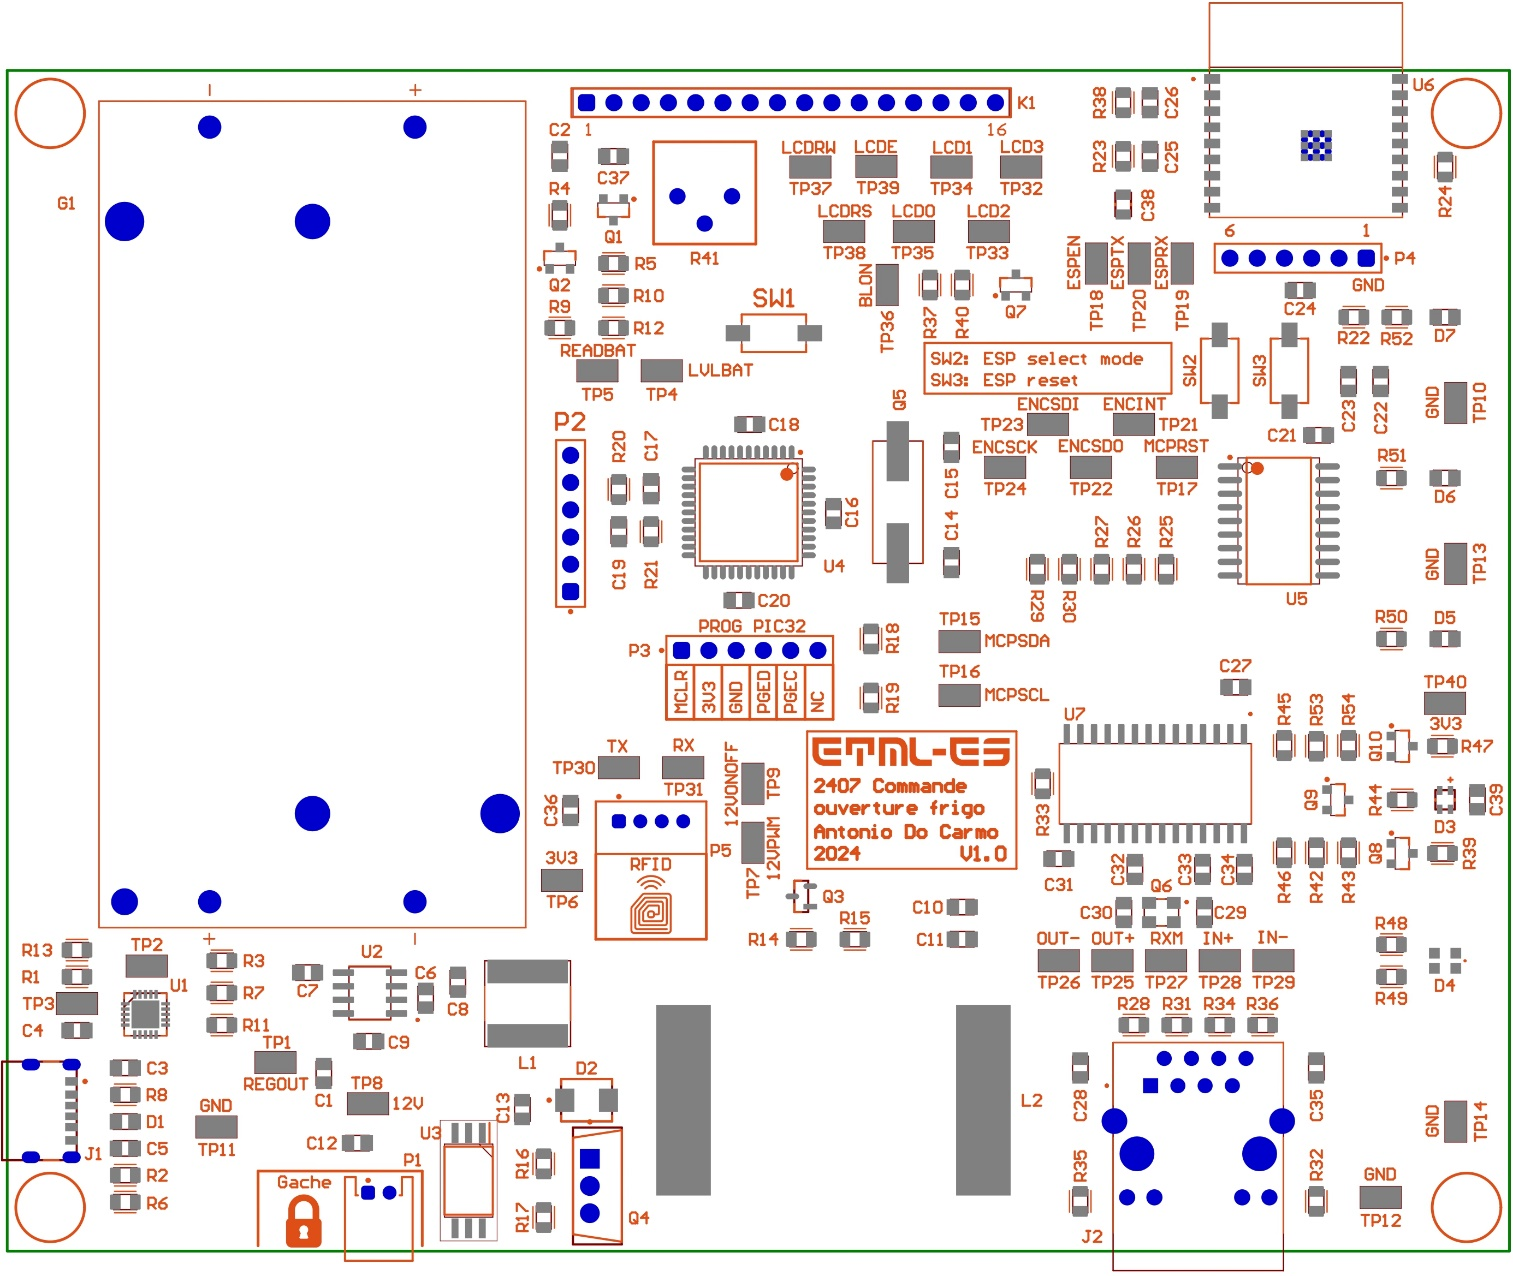 U6
K1
1
16
R38
C26
C2
C37
LCDRW
LCDE
LCD1
LCD3
TP37
TP39
TP34
TP32
R23
C25
R24
G1
R4
Q1
R41
LCDRS
LCD0
LCD2
TP38
TP35
TP33
C38
6
1
P4
GND
Q2
R5
R10
R9
R12
SW1
BLON
TP36
R37
R40
Q7
ESPEN
ESPTX
ESPRX
TP18
TP20
TP19
C24
R22
R52
D7
READBAT
LVLBAT
TP5
TP4
SW2: ESP select mode
SW3: ESP reset
SW2
SW3
C23
C22
GND
TP10
P2
R20
C17
C18
Q5
ENCSDI
ENCINT
TP23
TP21
ENCSCK
ENCSDO
MCPRST
TP24
TP22
TP17
C21
R51
D6
C15
C14
C16
C19
R21
U4
C20
R27
R26
R25
R29
R30
U5
GND
TP13
PROG PIC32
P3
MCLR
3V3
GND
PGED
PGEC
NC
R18
R19
TP15
MCPSDA
TP16
MCPSCL
R50
D5
C27
TP40
3V3
U7
R45
R53
R54
Q10
R47
TX
RX
TP30
TP31
12VONOFF
TP9
12VPWM
TP7
ETML-ES
2407 Commande
ouverture frigo
Antonio Do Carmo
2024 V1.0
R33
Q9
R44
D3
C39
C36
P5
RFID
3V3
TP6
Q3
R14
R15
C10
C11
C31
C32
C33
C34
R46
R42
R43
Q8
R39
Q6
C30
C29
OUT-
OUT+
RXM
IN+
IN-
TP26
TP25
TP27
TP28
TP29
R48
R49
D4
R13
R1
TP2
TP3
U1
C4
R3
R7
R11
U2
C7
C6
C8
C9
L1
R28
R31
R34
R36
TP1
REGOUT
C3
R8
D1
C5
R2
R6
J1
GND
TP11
C1
TP8
12V
C12
U3
C13
D2
L2
C28
C35
GND
TP14
P1
Gache
R16
R17
Q4
R35
R32
J2
GND
TP12